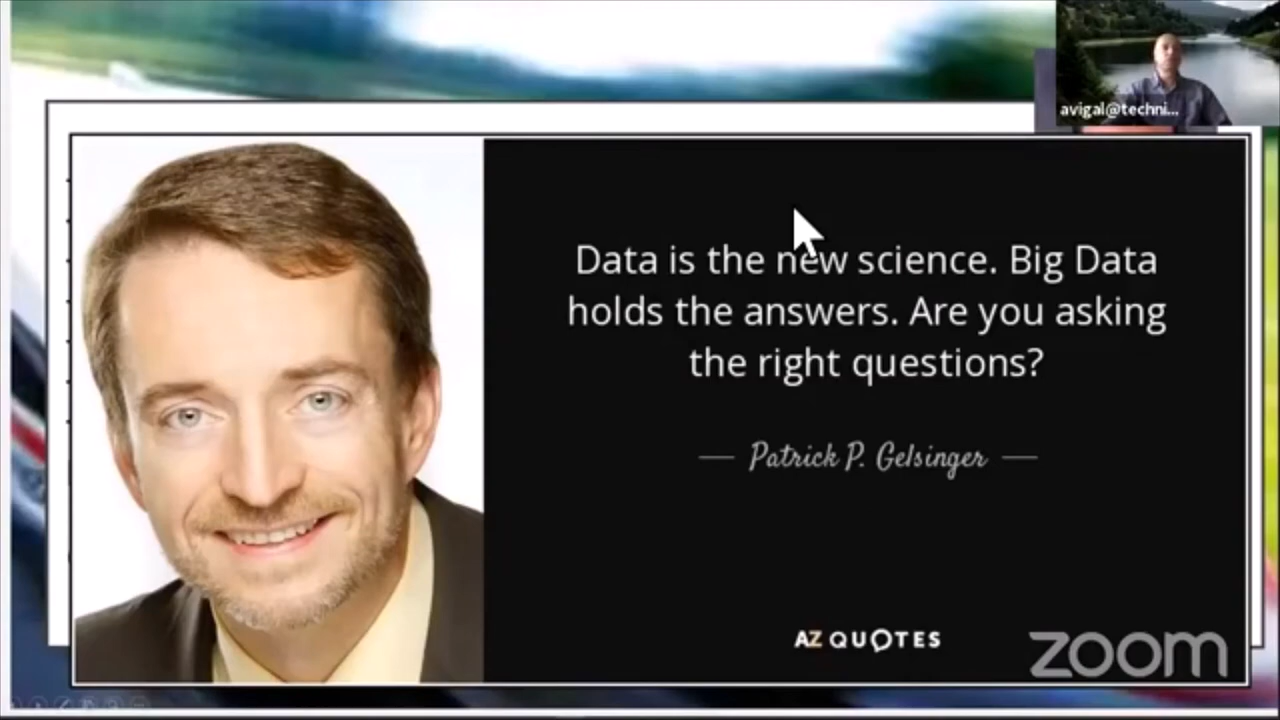 avigal@techni...
Data is the new science. Big Data
holds the answers. Are you asking
the right questions?
Patrick P. Gelsinger
AZ QUOTES
zoom